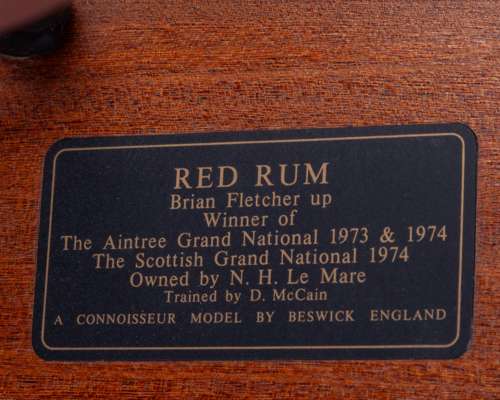 RED RUM
Brian Fletcher up
Winner of
The Aintree Grand National 1973 & 1974
The Scottish Grand National 1974
Owned by N. H. Le Mare
Trained by D. McCain
A CONNOISSEUR MODEL BY BESWICK ENGLAND